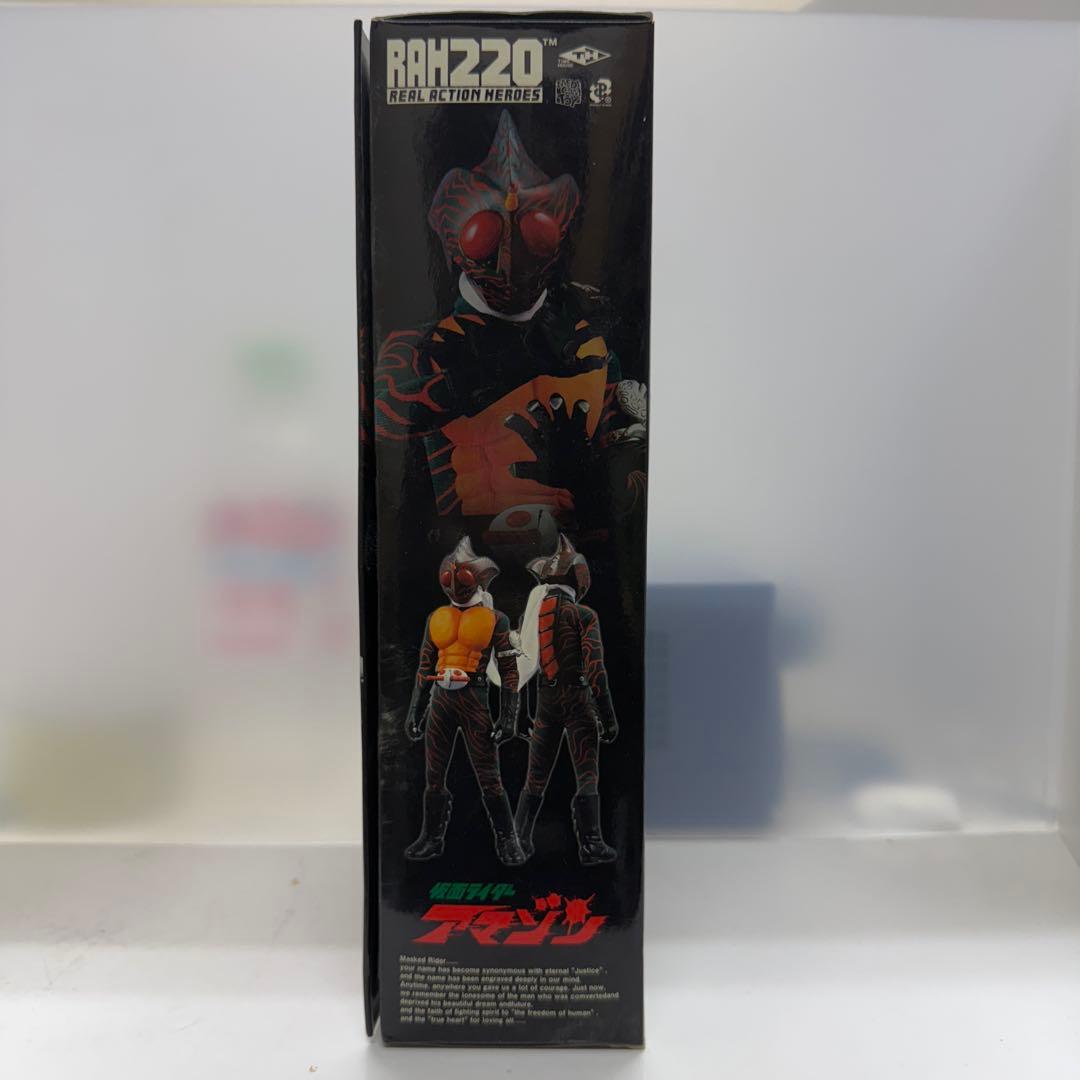 RAH220™
REAL ACTION HEROES
TH
TIME HOUSE
仮面ライダー
アマゾン
Masked Rider......
your name has become synonymous with eternal "Justice",
and the name has been engraved deeply in our mind.
Anytime, anywhere you gave us a lot of courage. Just now,
we remember the lonesome of the man who was comvertedand
deprived his beautiful dream andfuture.
and the faith of fighting spirit to "the freedom of human",
and the "true heart" for loving all......